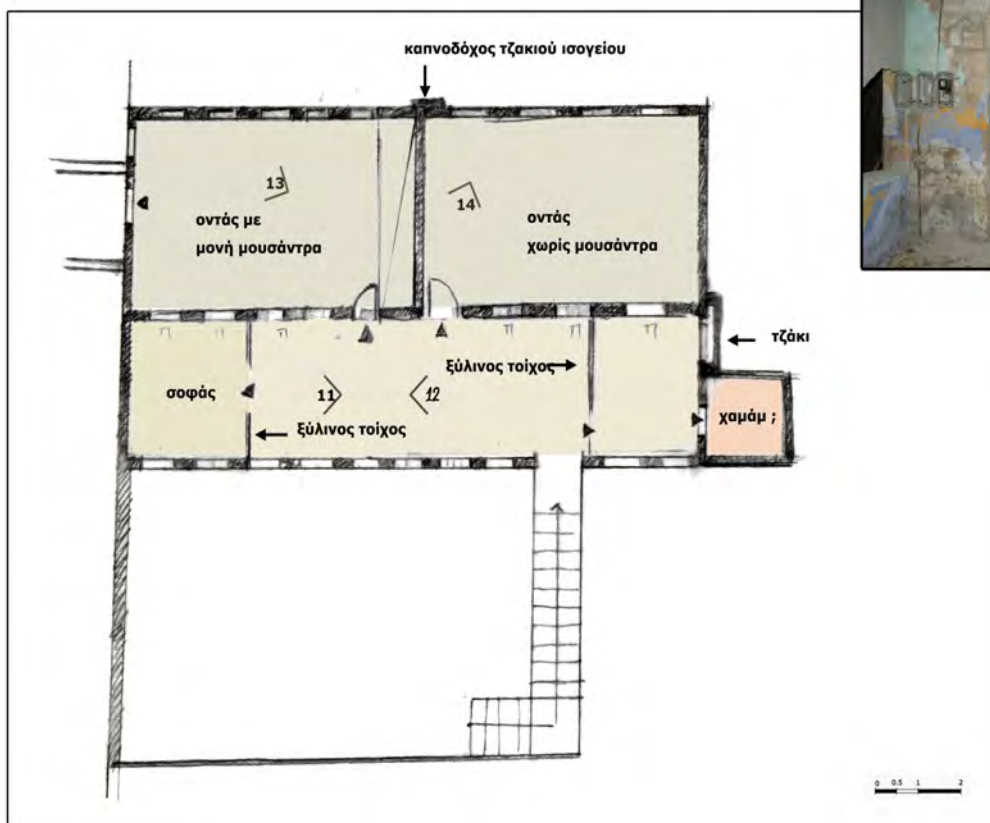 καπνοδόχος τζακιού ισογείου
13
14
οντάς με
μονή μουσάντρα
οντάς
χωρίς μουσάντρα
π π π π π π
τζάκι
ξύλινος τοίχος
σοφάς
11
12
χαμάμ ;
ξύλινος τοίχος
0 0.5 1 2